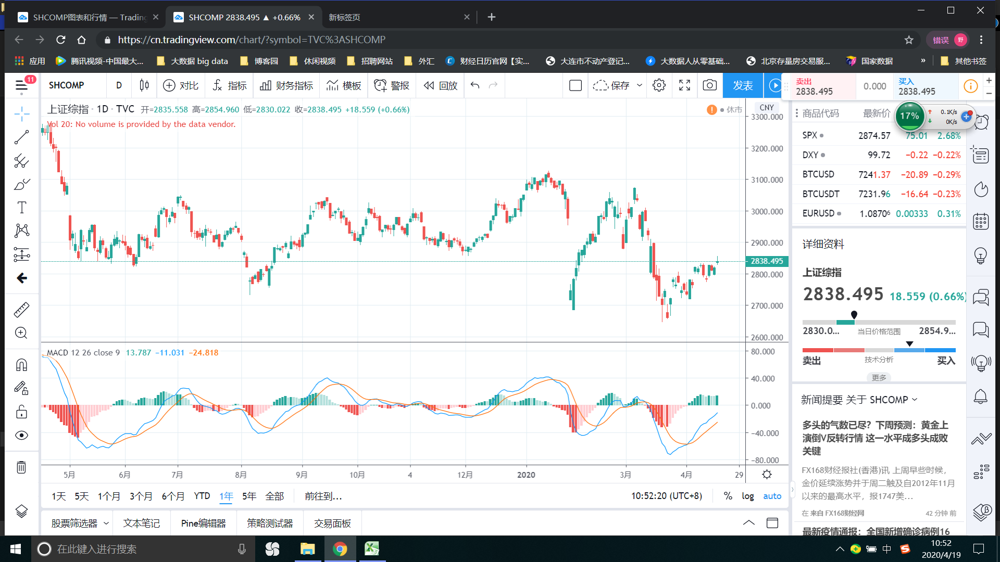 SHCOMP图表和行情 — Trading
SHCOMP 2838.495 ▲ +0.66%
新标签页
https://cn.tradingview.com/chart/?symbol=TVC%3ASHCOMP
错误
野
应用
腾讯视频-中国最大...
大数据 big data
博客园
休闲视频
招聘网站
外汇
财经日历官网【实...
大连市不动产登记...
大数据人从零基础...
北京存量房交易服...
国家数据
»
其他书签
11
SHCOMP
D
对比
指标
财务指标
模板
警报
回放
保存
发表
卖出
2838.495
0.000
买入
2838.495
上证综指 · 1D · TVC 开=2835.558 高=2854.960 低=2830.022 收=2838.495 +18.559 (+0.66%)
休市
CNY
Vol 20: No volume is provided by the data vendor.
3300.000
3200.000
3100.000
3000.000
2900.000
2838.495
2800.000
2700.000
2600.000
MACD 12 26 close 9 13.787 −11.031 −24.818
80.000
40.000
0.000
−40.000
−80.000
5月 6月 7月 8月 9月 10月 4 12月 2020 3月 4月 29
1天 5天 1个月 3个月 6个月 YTD 1年 5年 全部 前往到...
10:52:20 (UTC+8) % log auto
股票筛选器 文本笔记 Pine编辑器 策略测试器 交易面板
商品代码 最新价
17%
0.1K/s
0K/s
SPX 2874.57 75.01 2.68%
DXY 99.72 −0.22 −0.22%
BTCUSD 7241.37 −20.89 −0.29%
BTCUSDT 7231.96 −16.64 −0.23%
EURUSD 1.08706 0.00333 0.31%
详细资料
上证综指
2838.495 18.559 (0.66%)
2830.0... 当日价格范围 2854.9...
卖出 技术分析 买入
更多
新闻提要 关于 SHCOMP
多头的气数已尽？下周预测：黄金上
演倒V反转行情 这一水平成多头成败
关键
FX168财经报社(香港)讯 上周早些时候，
金价延续涨势并于周二触及自2012年11月
以来的最高水平，报1747美...
在 来自 FX168财经网 42 分钟 前
最新疫情通报：全国新增确诊病例16
在此键入进行搜索
中
10:52
2020/4/19